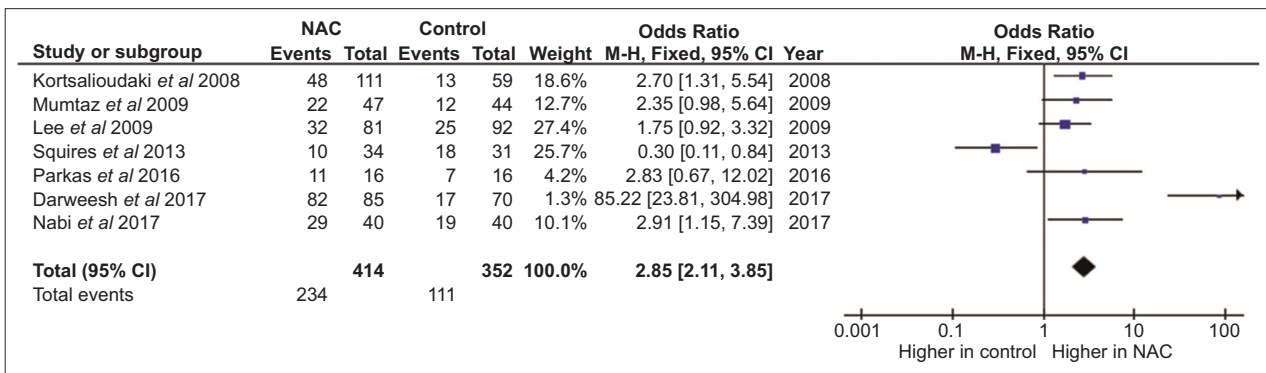 NAC Control Odds Ratio Odds Ratio
Study or subgroup Events Total Events Total Weight M-H, Fixed, 95% CI Year M-H, Fixed, 95% CI
Kortsalioudaki et al 2008 48 111 13 59 18.6% 2.70 [1.31, 5.54] 2008
Mumtaz et al 2009 22 47 12 44 12.7% 2.35 [0.98, 5.64] 2009
Lee et al 2009 32 81 25 92 27.4% 1.75 [0.92, 3.32] 2009
Squires et al 2013 10 34 18 31 25.7% 0.30 [0.11, 0.84] 2013
Parkas et al 2016 11 16 7 16 4.2% 2.83 [0.67, 12.02] 2016
Darweesh et al 2017 82 85 17 70 1.3% 85.22 [23.81, 304.98] 2017
Nabi et al 2017 29 40 19 40 10.1% 2.91 [1.15, 7.39] 2017
Total (95% CI) 414 352 100.0% 2.85 [2.11, 3.85]
Total events 234 111
0.001 0.1 1 10 100
Higher in control Higher in NAC